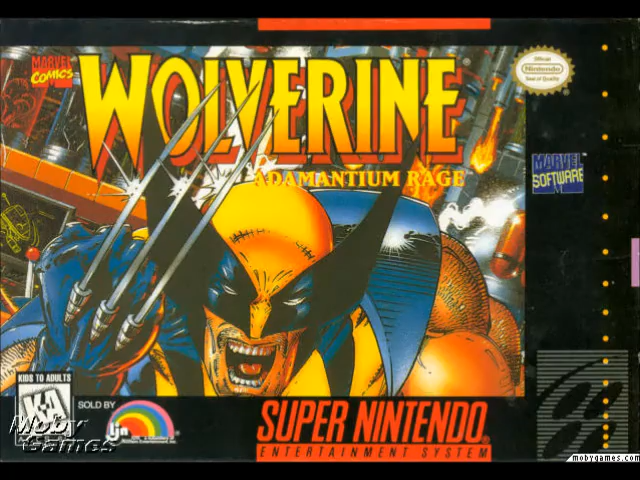 MARVEL
COMICS
WOLVERINE
ADAMANTIUM RAGE
Official
Nintendo
Seal of Quality
MARVEL
SOFTWARE
KIDS TO ADULTS
K-A
SOLD BY
LJN
SUPER NINTENDO
ENTERTAINMENT SYSTEM
Moby
Games
mobygames.com